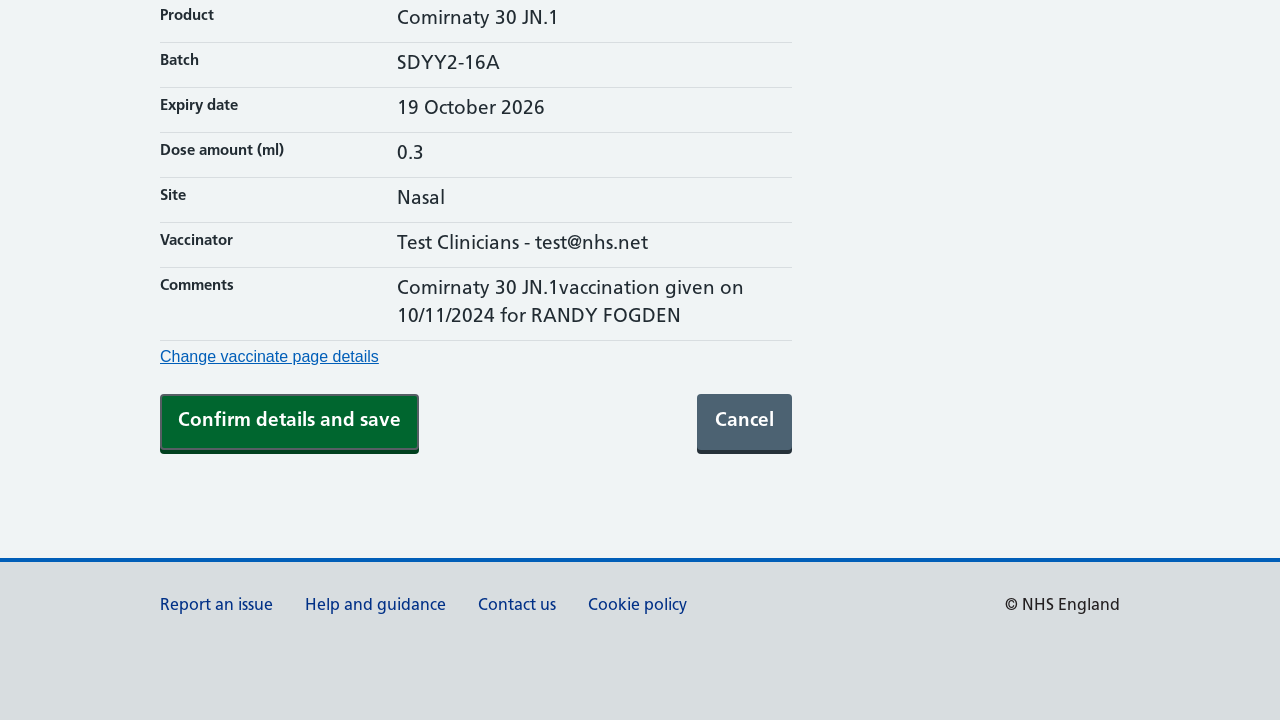 Product
Comirnaty 30 JN.1
Batch
SDYY2-16A
Expiry date
19 October 2026
Dose amount (ml)
0.3
Site
Nasal
Vaccinator
Test Clinicians - test@nhs.net
Comments
Comirnaty 30 JN.1vaccination given on
10/11/2024 for RANDY FOGDEN
Change vaccinate page details
Confirm details and save
Cancel
Report an issue
Help and guidance
Contact us
Cookie policy
© NHS England